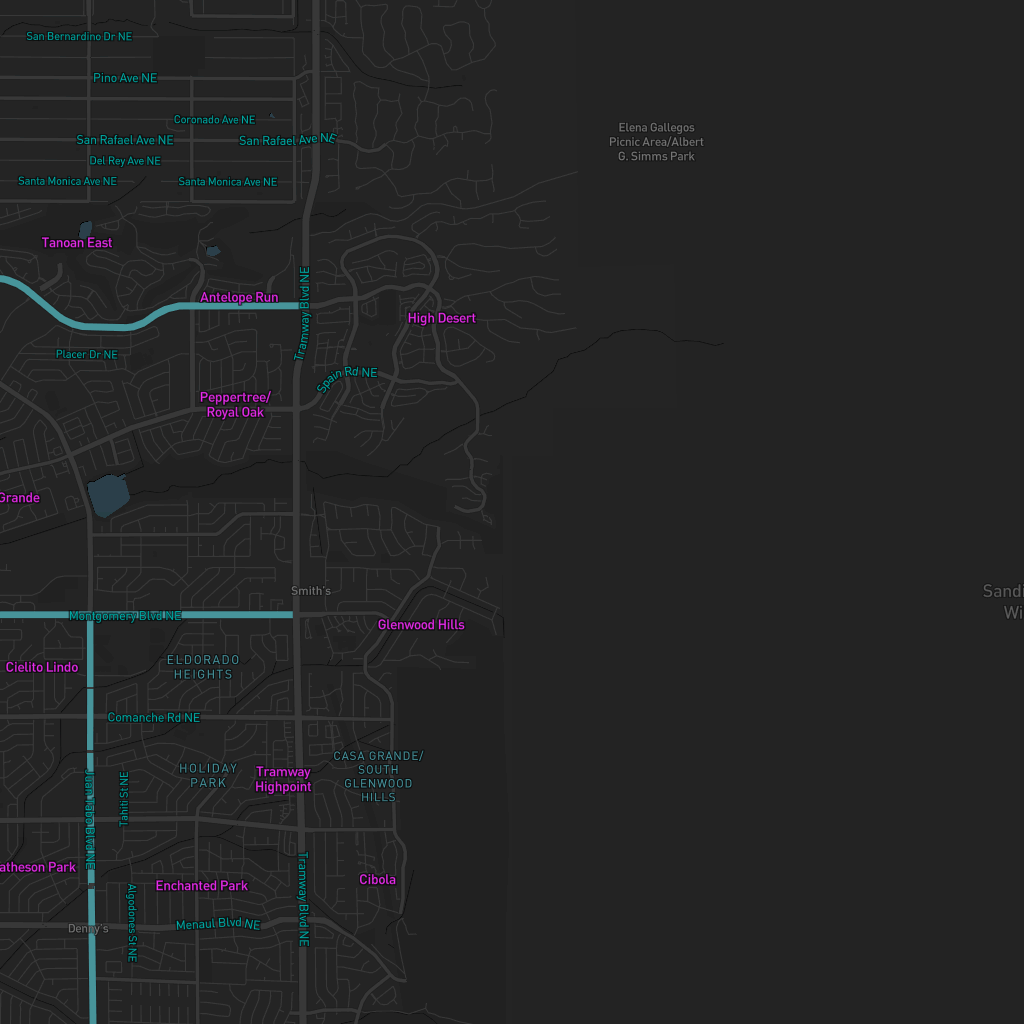 San Bernardino Dr NE
Pino Ave NE
Coronado Ave NE
San Rafael Ave NE
San Rafael Ave NE
Del Rey Ave NE
Santa Monica Ave NE
Santa Monica Ave NE
Elena Gallegos
Picnic Area/Albert
G. Simms Park
Tanoan East
Antelope Run
Tramway Blvd NE
High Desert
Placer Dr NE
Spain Rd NE
Peppertree/
Royal Oak
Grande
Smith's
Sandi
Wi
Montgomery Blvd NE
Glenwood Hills
Cielito Lindo
ELDORADO
HEIGHTS
Comanche Rd NE
CASA GRANDE/
SOUTH
GLENWOOD
HILLS
HOLIDAY
PARK
Tramway
Highpoint
Juan Tabo Blvd NE
Tahiti St NE
atheson Park
Enchanted Park
Cibola
Tramway Blvd NE
Algodones St NE
Menaul Blvd NE
Denny's